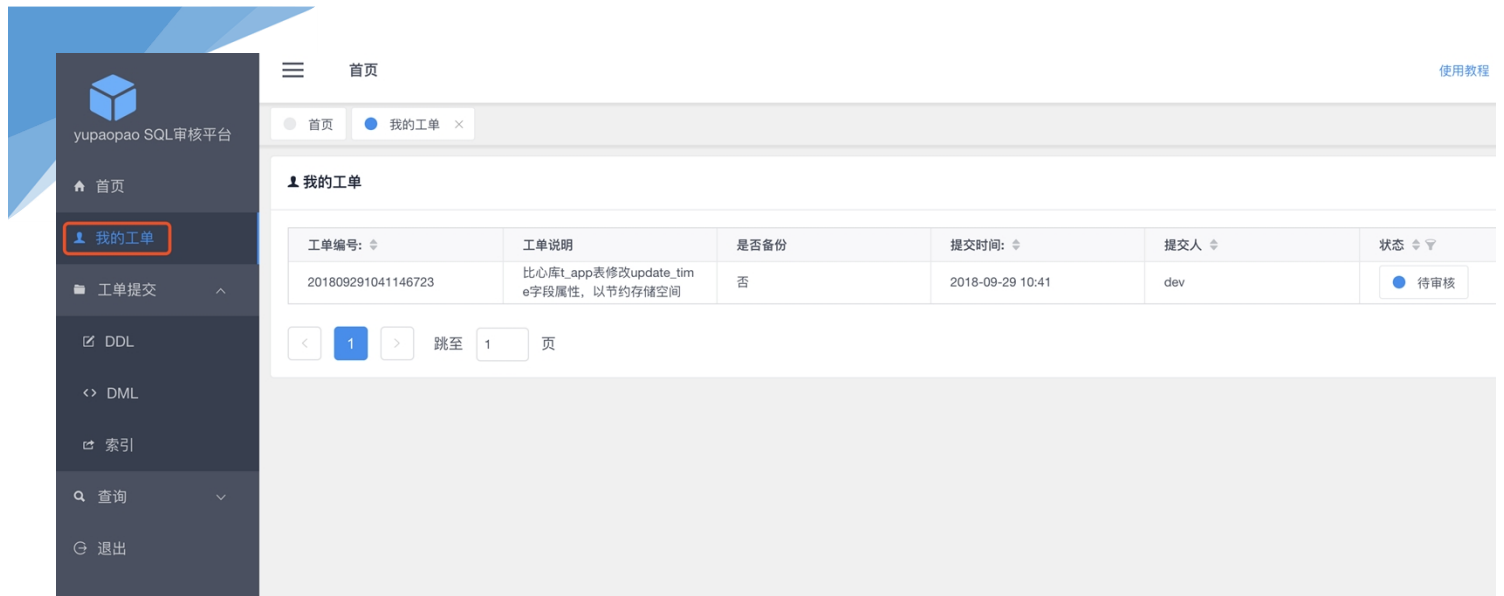 首页
使用教程
yupaopao SQL审核平台
首页
我的工单
首页
我的工单
工单提交
DDL
DML
索引
查询
退出
我的工单
工单编号: 工单说明 是否备份 提交时间: 提交人 状态
201809291041146723 比心库t_app表修改update_tim 否 2018-09-29 10:41 dev 待审核
e字段属性，以节约存储空间
1 跳至 1 页